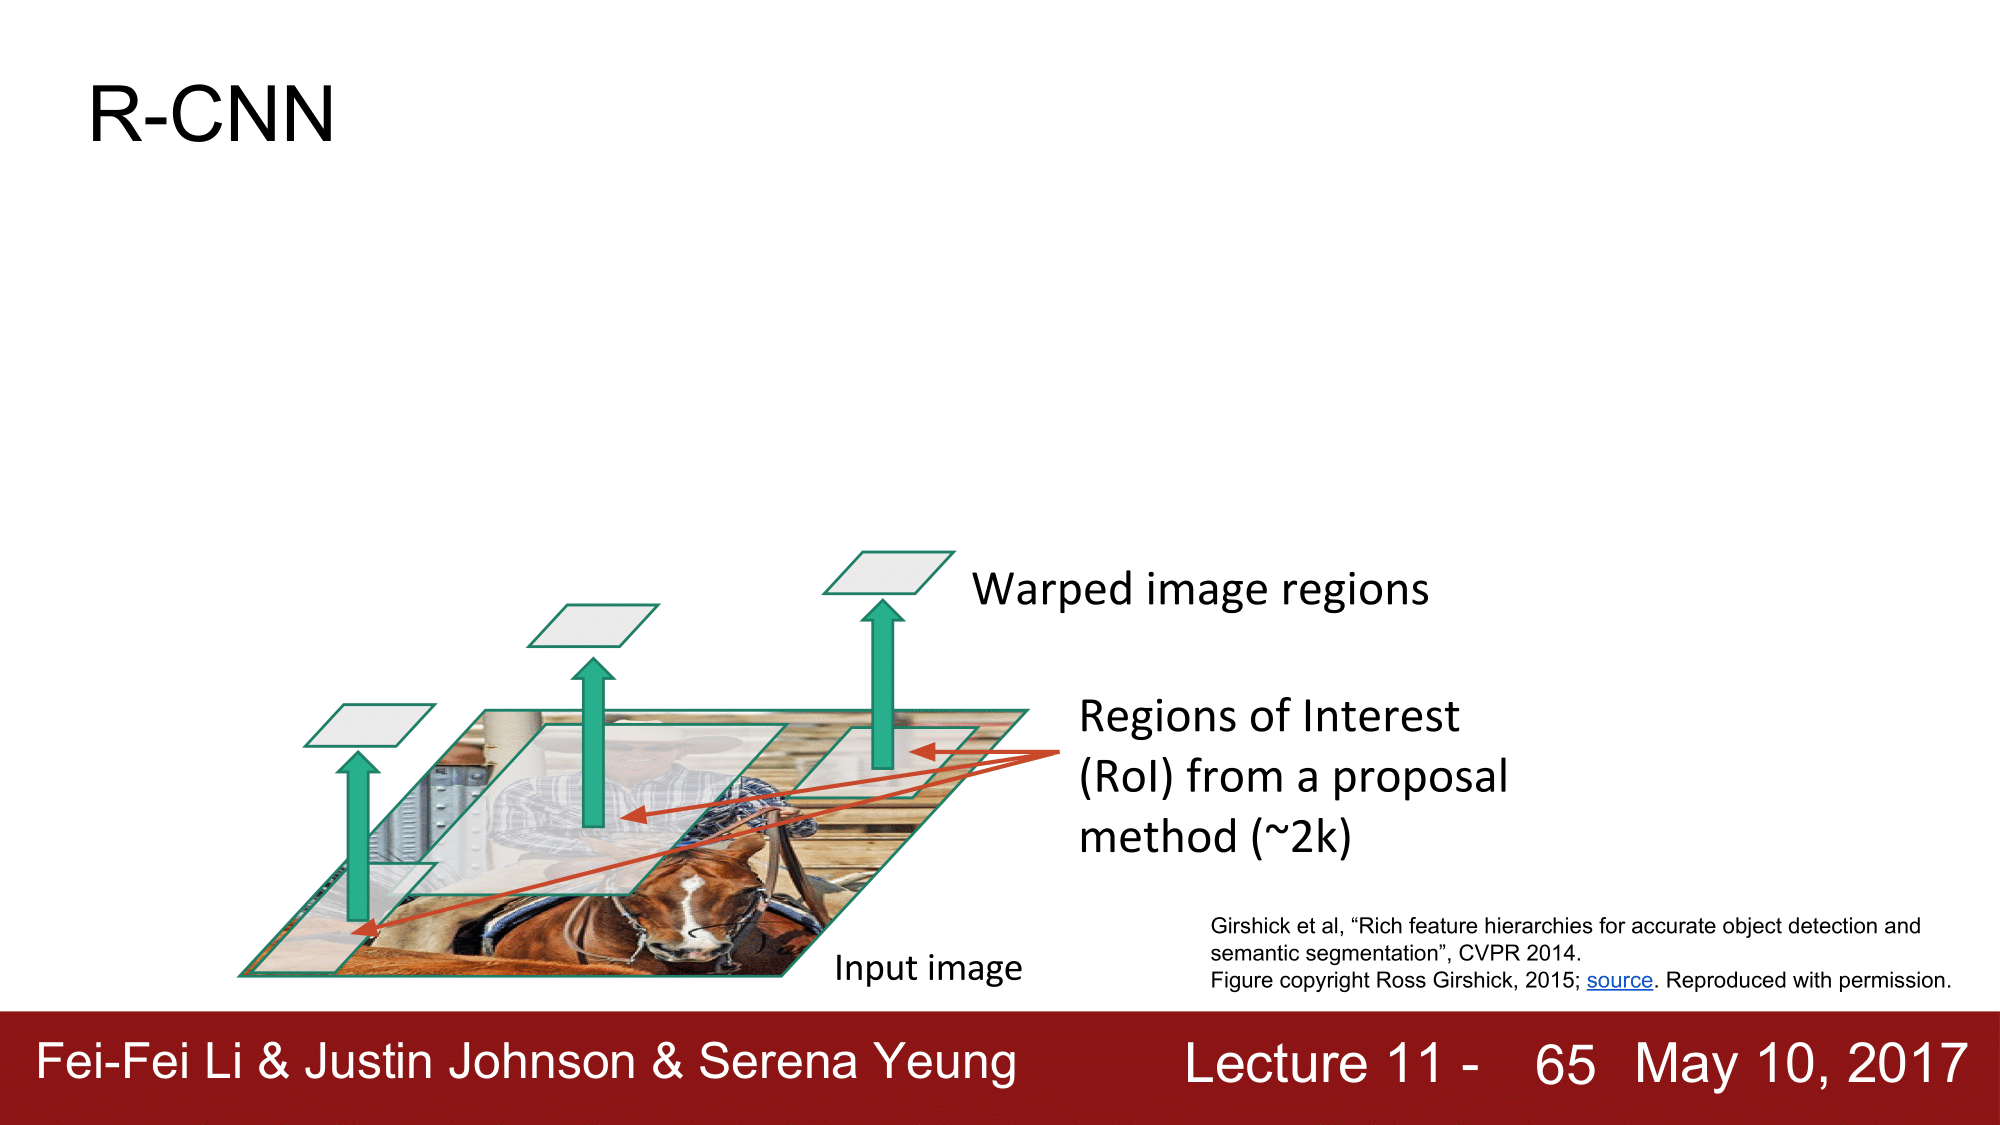 R-CNN
Warped image regions
Regions of Interest
(RoI) from a proposal
method (~2k)
Input image
Girshick et al, “Rich feature hierarchies for accurate object detection and
semantic segmentation”, CVPR 2014.
Figure copyright Ross Girshick, 2015; source. Reproduced with permission.
Fei-Fei Li & Justin Johnson & Serena Yeung Lecture 11 - 65 May 10, 2017